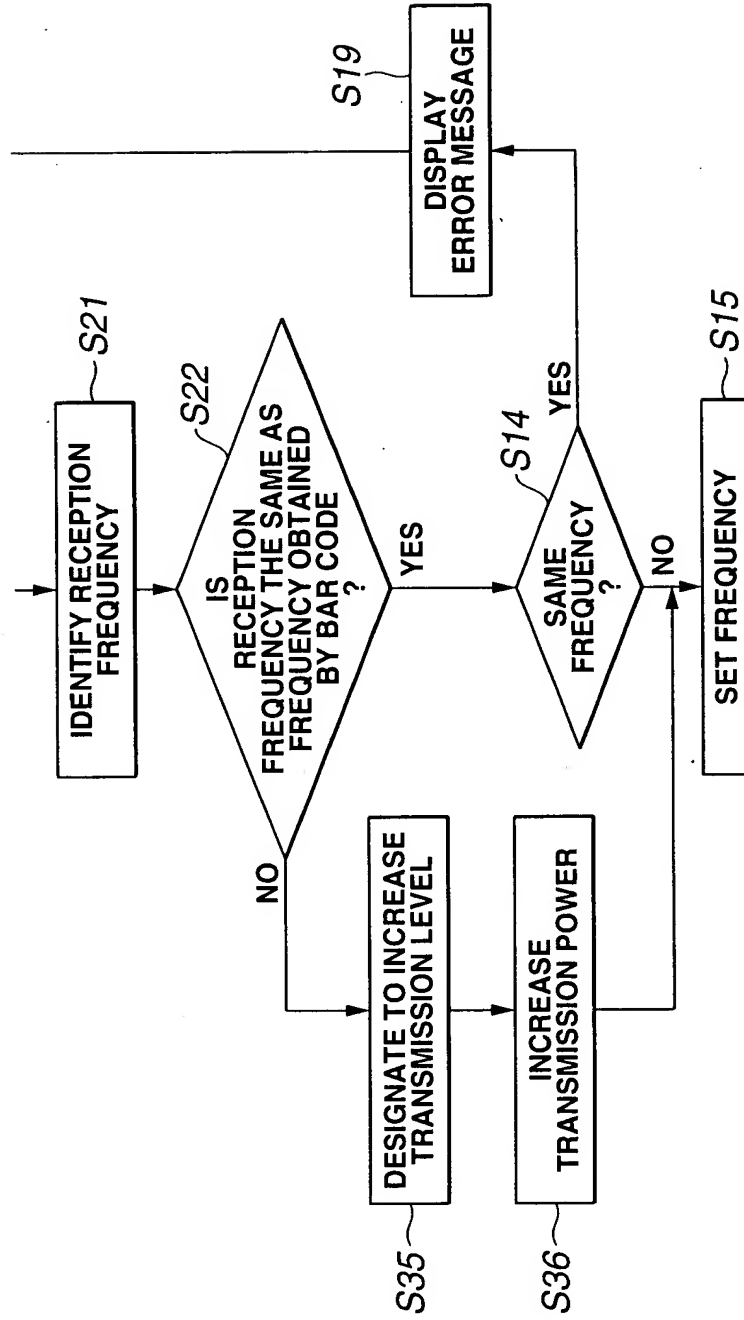 S21
IDENTIFY RECEPTION
FREQUENCY
S22
IS
RECEPTION
FREQUENCY THE SAME AS
FREQUENCY OBTAINED
BY BAR CODE
?
NO
YES
S35
DESIGNATE TO INCREASE
TRANSMISSION LEVEL
S36
INCREASE
TRANSMISSION POWER
S14
SAME
FREQUENCY
?
YES
NO
S19
DISPLAY
ERROR MESSAGE
S15
SET FREQUENCY